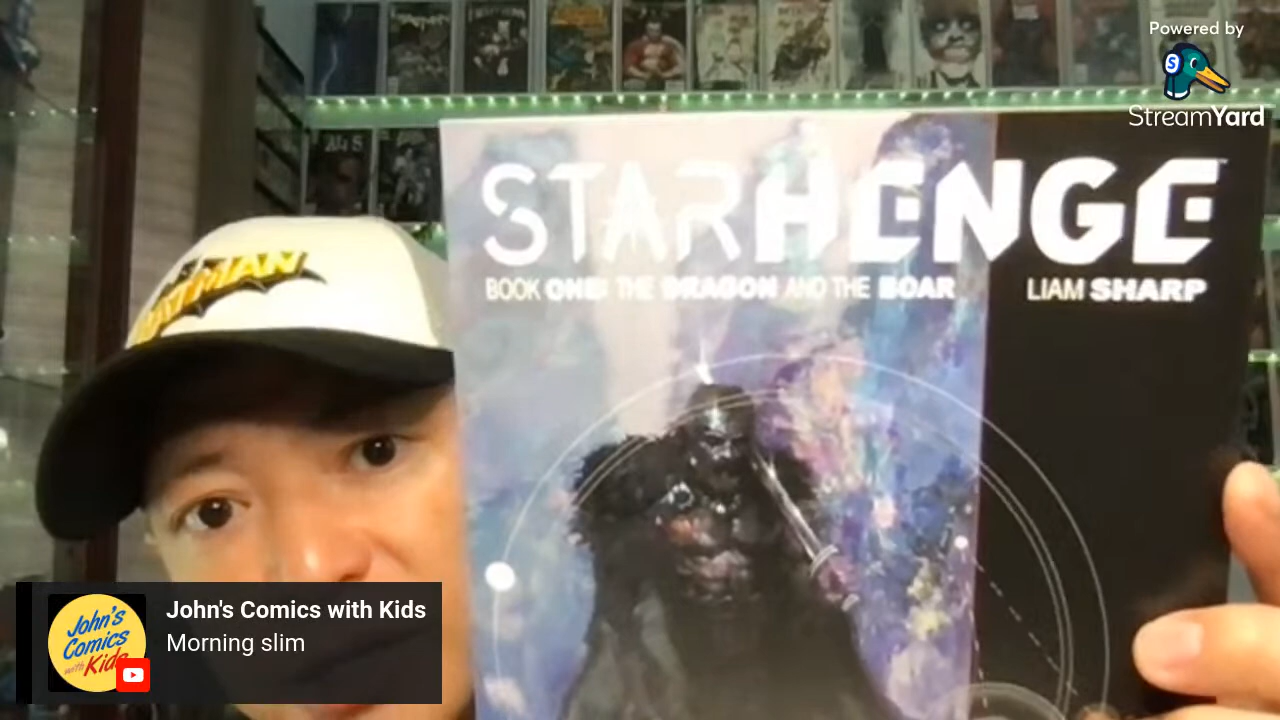 Powered by
StreamYard
STARHENGE
BOOK ONE: THE DRAGON AND THE BOAR
LIAM SHARP
BATMAN
John's Comics with Kids
Morning slim
John's
Comics
with Kids